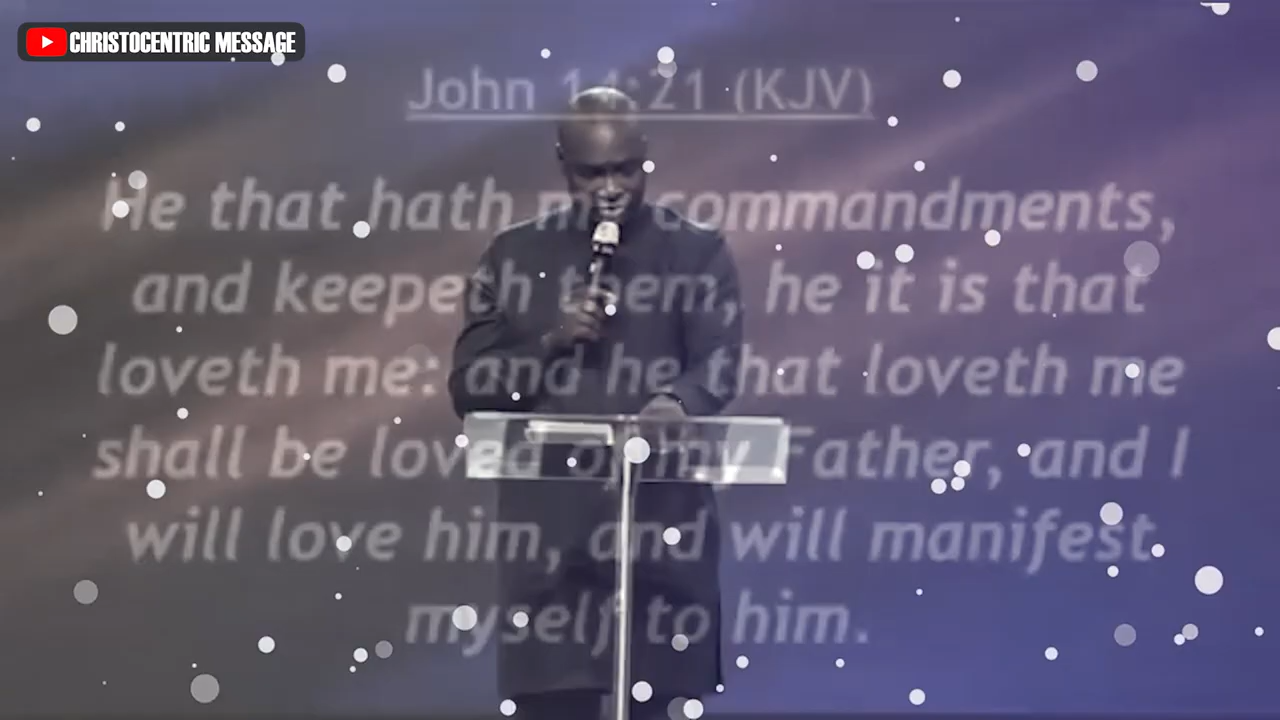 CHRISTOCENTRIC MESSAGE
John 14:21 (KJV)
He that hath my commandments,
and keepeth them, he it is that
loveth me: and he that loveth me
shall be loved of my Father, and I
will love him, and will manifest
myself to him.